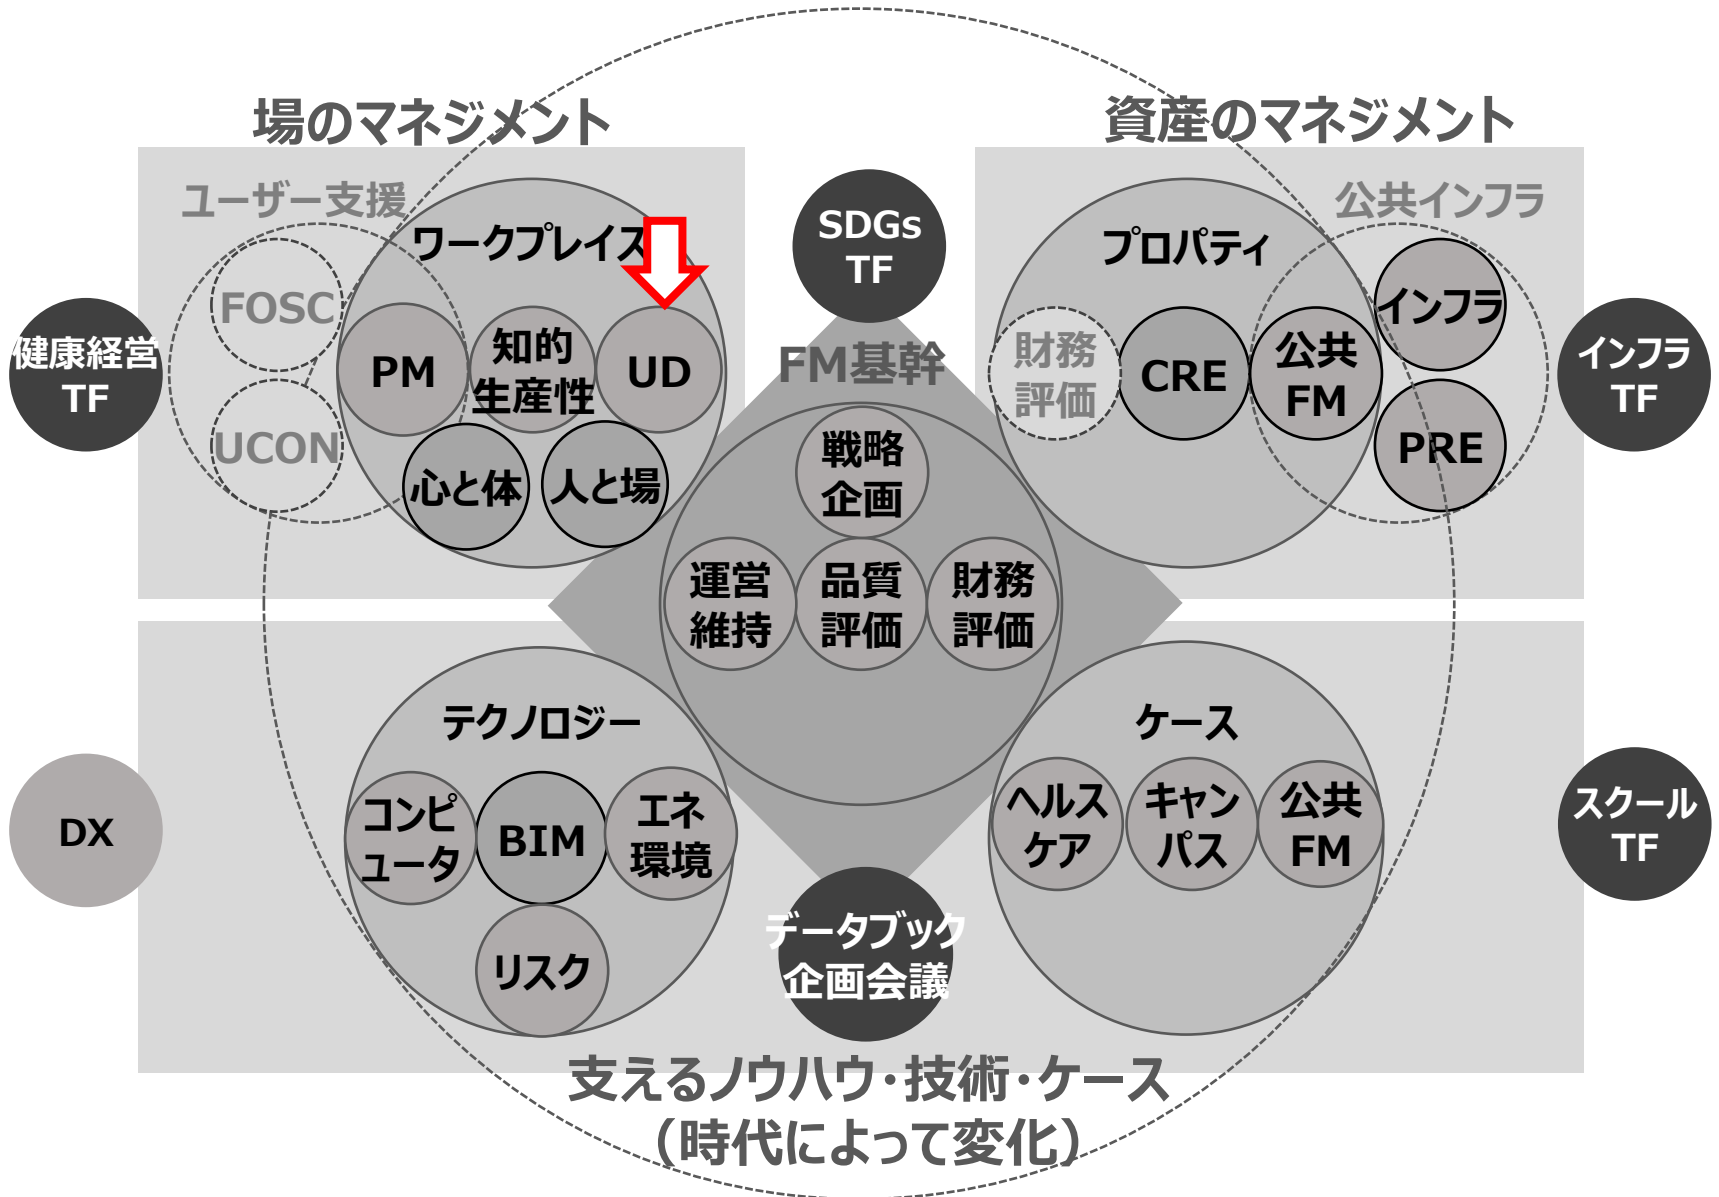 場のマネジメント
資産のマネジメント
ユーザー支援
ワークプレイス
FOSC
UCON
PM
知的
生産性
UD
心と体
人と場
健康経営
TF
SDGs
TF
FM基幹
戦略
企画
運営
維持
品質
評価
財務
評価
プロパティ
公共インフラ
財務
評価
CRE
公共
FM
インフラ
PRE
インフラ
TF
DX
テクノロジー
コンピ
ュータ
BIM
エネ
環境
リスク
データブック
企画会議
ケース
ヘルス
ケア
キャン
パス
公共
FM
スクール
TF
支えるノウハウ・技術・ケース
（時代によって変化）